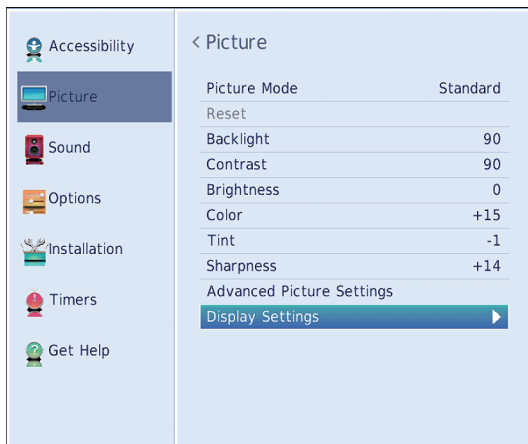 Accessibility
Picture
Sound
Options
Installation
Timers
Get Help
< Picture
Picture Mode Standard
Reset
Backlight 90
Contrast 90
Brightness 0
Color +15
Tint -1
Sharpness +14
Advanced Picture Settings
Display Settings